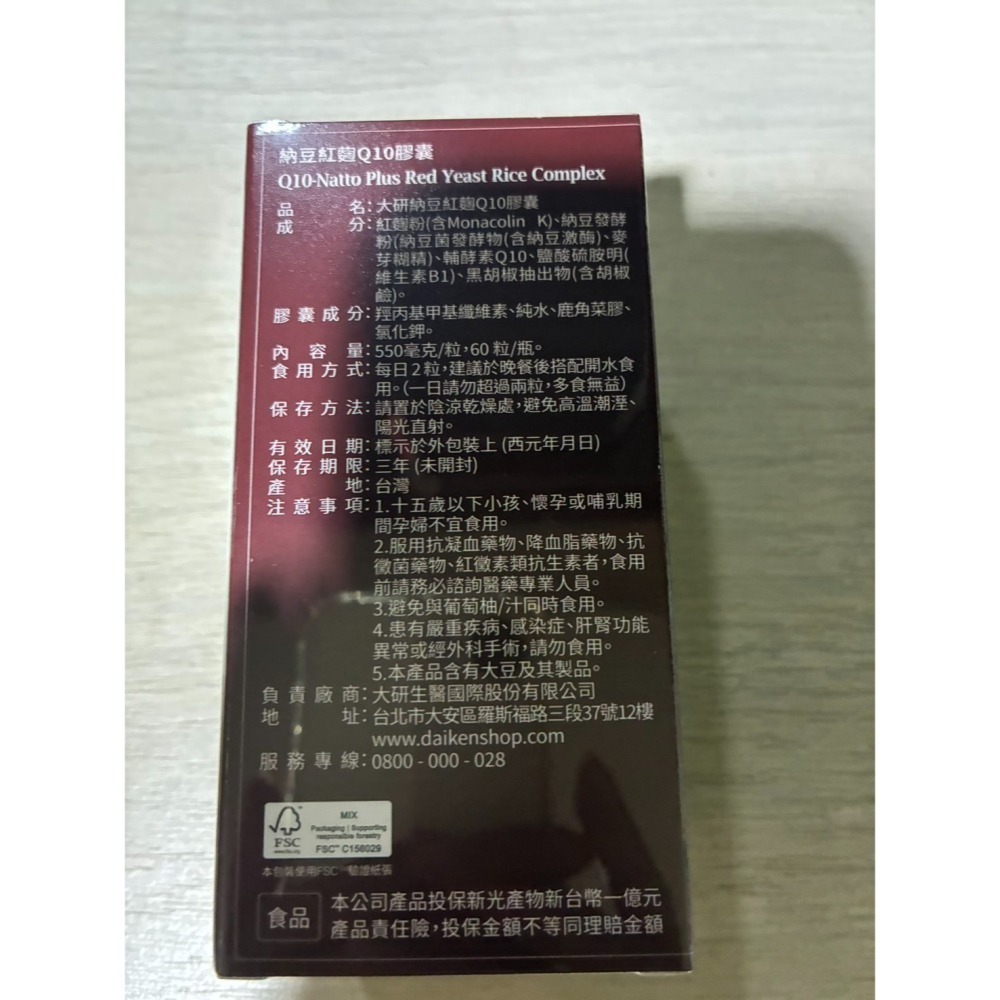 納豆紅麴Q10膠囊
Q10-Natto Plus Red Yeast Rice Complex
品名:大研納豆紅麴Q10膠囊
成分:紅麴粉(含Monacolin K)、納豆發酵
粉(納豆菌發酵物(含納豆激酶)、麥
芽糊精)、輔酵素Q10、鹽酸硫胺明(
維生素B1)、黑胡椒抽出物(含胡椒
鹼)。
膠囊成分:羥丙基甲基纖維素、純水、鹿角菜膠、
氯化鉀。
內容量:550毫克/粒,60粒/瓶。
食用方式:每日2粒,建議於晚餐後搭配開水食
用。(一日請勿超過兩粒,多食無益)
保存方法:請置於陰涼乾燥處,避免高溫潮溼、
陽光直射。
有效日期:標示於外包裝上 (西元年月日)
保存期限:三年 (未開封)
產地:台灣
注意事項:1.十五歲以下小孩、懷孕或哺乳期
間孕婦不宜食用。
2.服用抗凝血藥物、降血脂藥物、抗
黴菌藥物、紅黴素類抗生素者,食用
前請務必諮詢醫藥專業人員。
3.避免與葡萄柚/汁同時食用。
4.患有嚴重疾病、感染症、肝腎功能
異常或經外科手術,請勿食用。
5.本產品含有大豆及其製品。
負責廠商:大研生醫國際股份有限公司
地址:台北市大安區羅斯福路三段37號12樓
www.daikenshop.com
服務專線:0800 - 000 - 028
MIX
Packaging | Supporting
responsible forestry
FSC
www.fsc.org
FSC™ C156029
本包裝使用FSC™驗證紙張
食品
本公司產品投保新光產物新台幣一億元
產品責任險,投保金額不等同理賠金額